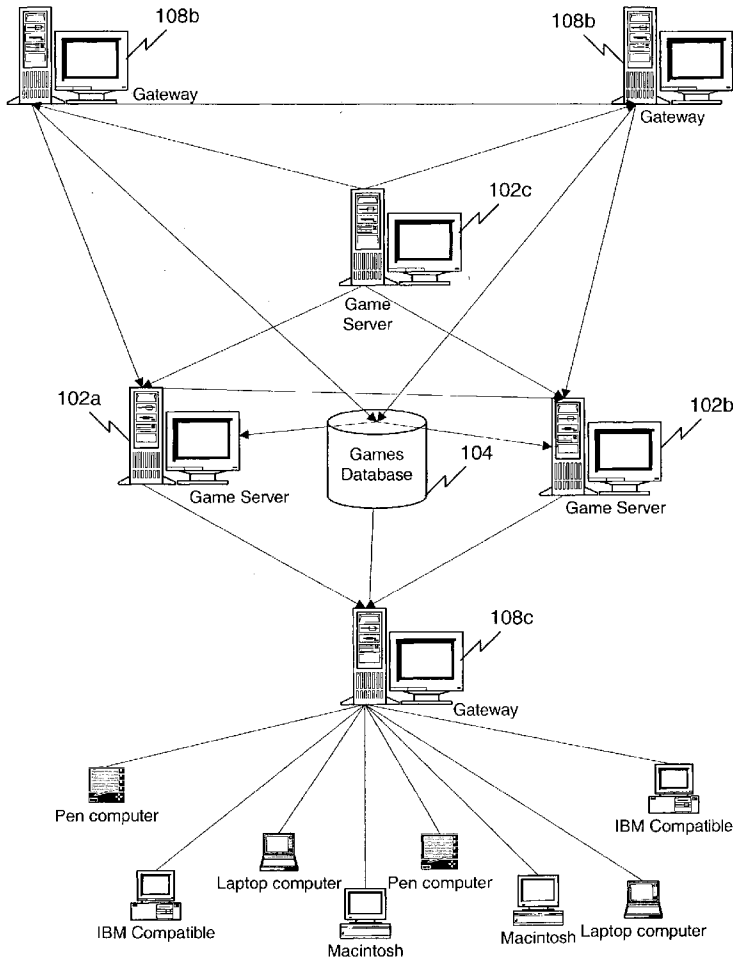 108b
108b
Gateway
Gateway
102c
Game
Server
102a
102b
Games
Database
104
Game Server
Game Server
108c
Gateway
Pen computer
IBM Compatible
Laptop computer
Pen computer
IBM Compatible
Macintosh
Macintosh
Laptop computer